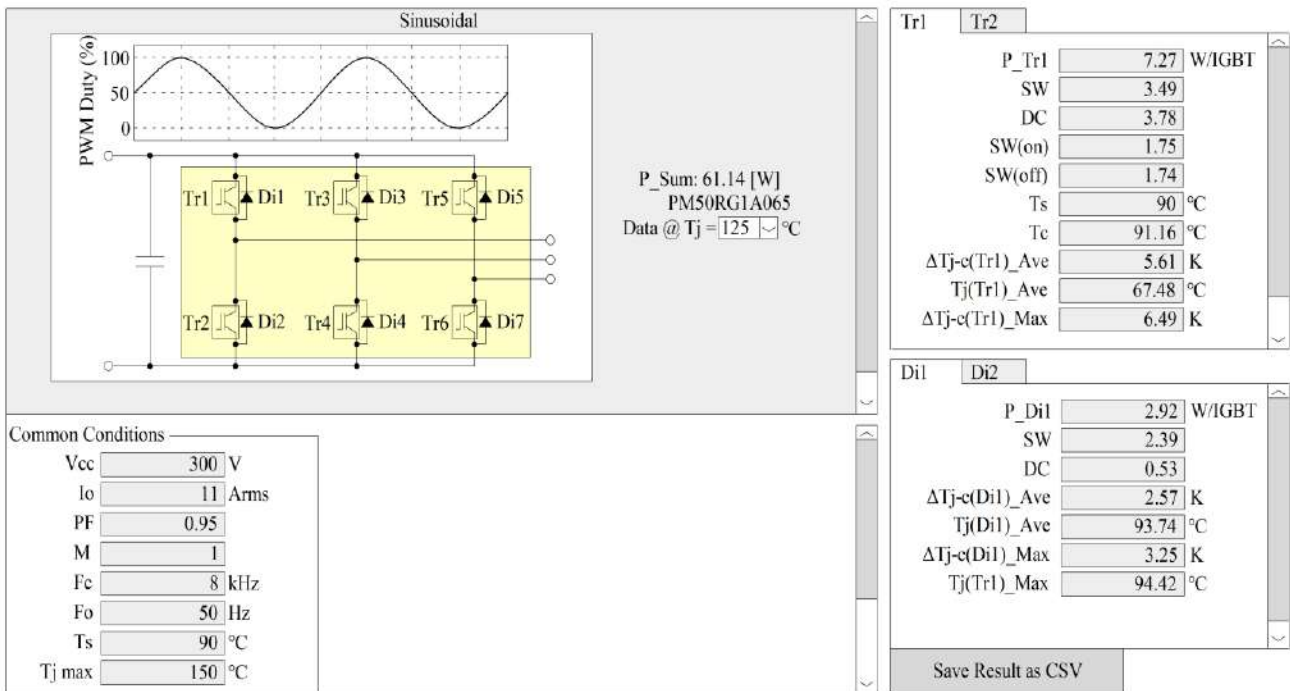 Sinusoidal
PWM Duty (%)
100
50
0
Tr1 Di1 Tr3 Di3 Tr5 Di5
Tr2 Di2 Tr4 Di4 Tr6 Di7
P_Sum: 61.14 [W]
PM50RG1A065
Data @ Tj = 125 °C
Common Conditions
Vcc 300 V
Io 11 Arms
PF 0.95
M 1
Fc 8 kHz
Fo 50 Hz
Ts 90 °C
Tj max 150 °C
Tr1 Tr2
P_Tr1 7.27 W/IGBT
SW 3.49
DC 3.78
SW(on) 1.75
SW(off) 1.74
Ts 90 °C
Tc 91.16 °C
ΔTj-c(Tr1)_Ave 5.61 K
Tj(Tr1)_Ave 67.48 °C
ΔTj-c(Tr1)_Max 6.49 K
Di1 Di2
P_Di1 2.92 W/IGBT
SW 2.39
DC 0.53
ΔTj-c(Di1)_Ave 2.57 K
Tj(Di1)_Ave 93.74 °C
ΔTj-c(Di1)_Max 3.25 K
Tj(Tr1)_Max 94.42 °C
Save Result as CSV